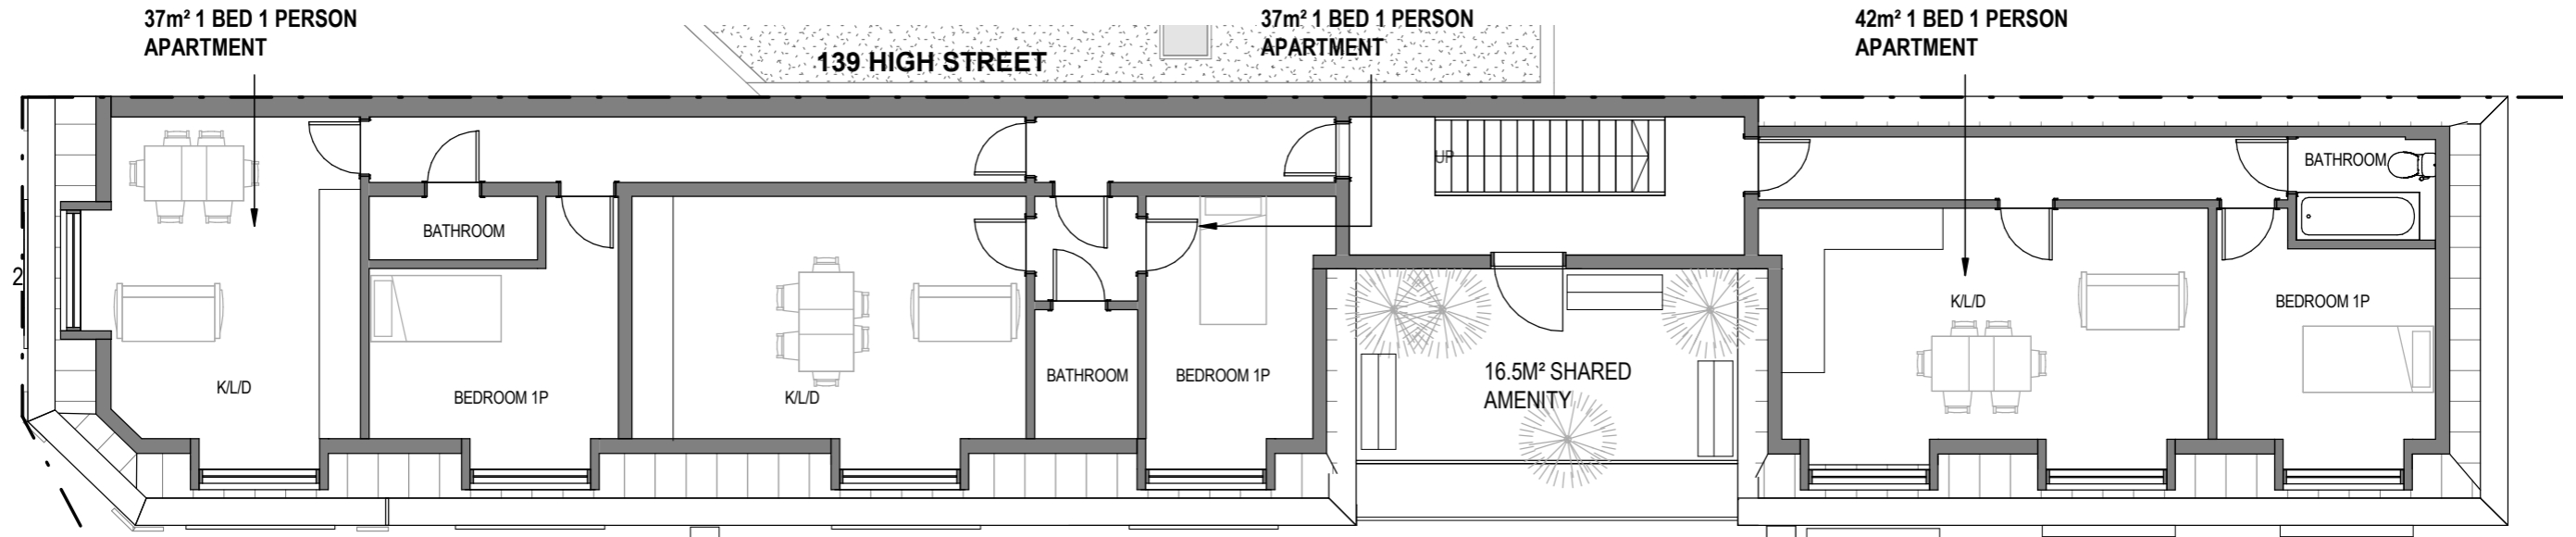 37m² 1 BED 1 PERSON
APARTMENT
139 HIGH STREET
37m² 1 BED 1 PERSON
APARTMENT
42m² 1 BED 1 PERSON
APARTMENT
UP
BATHROOM
BATHROOM
2
K/L/D
BEDROOM 1P
K/L/D
BATHROOM
BEDROOM 1P
16.5M² SHARED
AMENITY
K/L/D
BEDROOM 1P